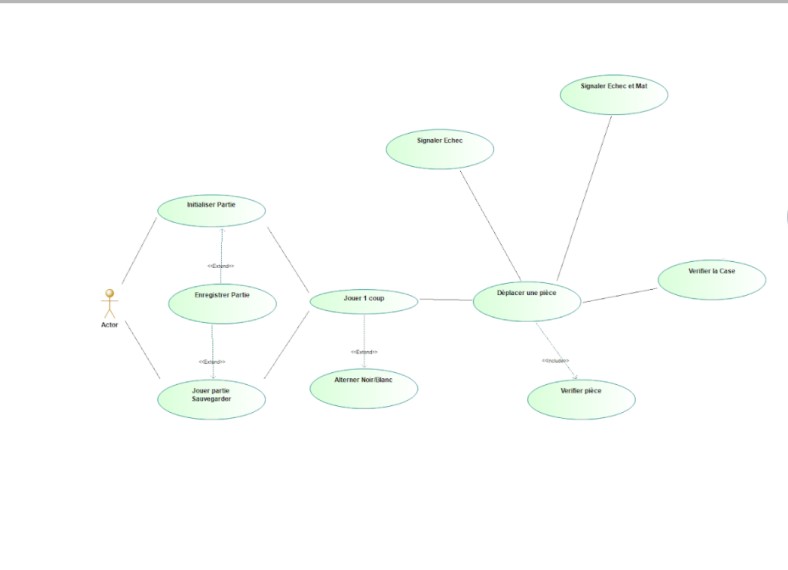 Signaler Echec et Mat
Signaler Echec
Initialiser Partie
<<Extend>>
Verifier la Case
Enregistrer Partie
Jouer 1 coup
Déplacer une pièce
Actor
<<Extend>>
<<Extend>>
<<Include>>
Alterner Noir/Blanc
Jouer partie
Sauvegarder
Verifier pièce